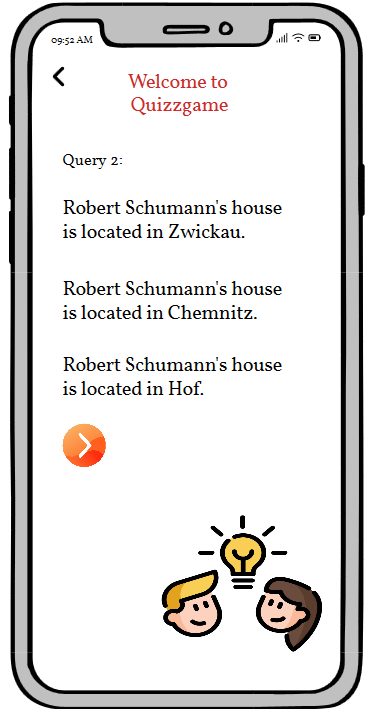 09:52 AM
Welcome to
Quizzgame
Query 2:
Robert Schumann's house
is located in Zwickau.
Robert Schumann's house
is located in Chemnitz.
Robert Schumann's house
is located in Hof.